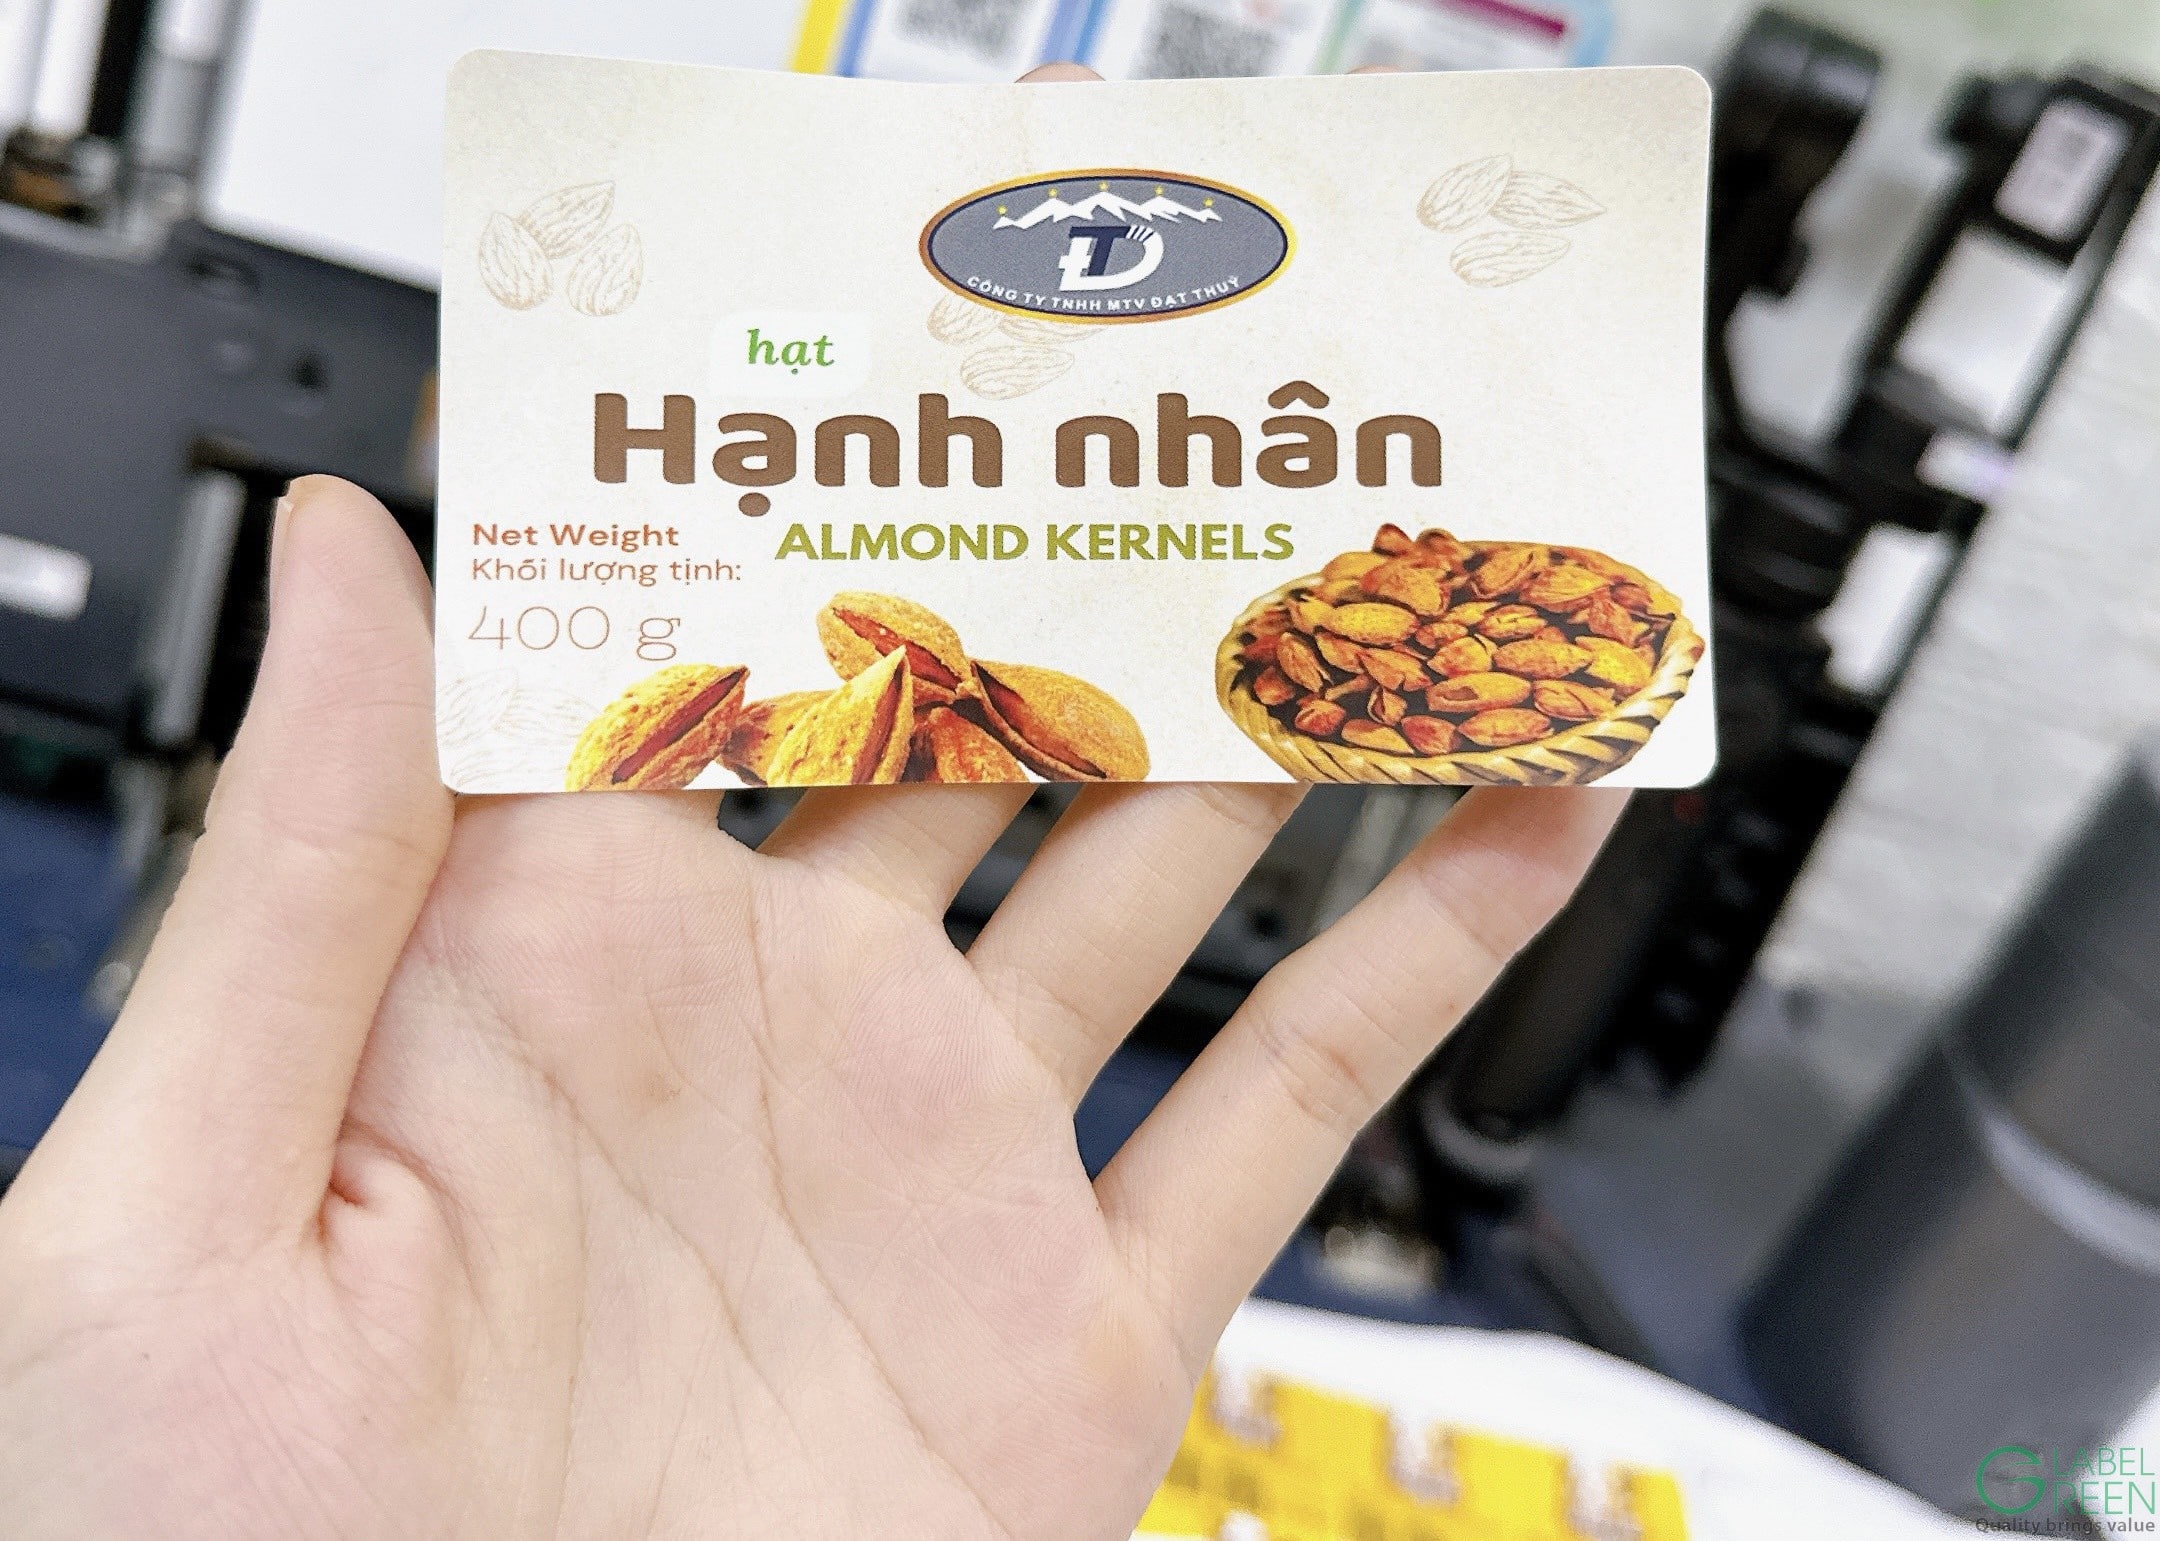 TD
CÔNG TY TNHH MTV ĐẠT THUỶ
hạt
Hạnh nhân
ALMOND KERNELS
Net Weight
Khối lượng tịnh:
400 g
LABEL
GREEN
Quality brings value